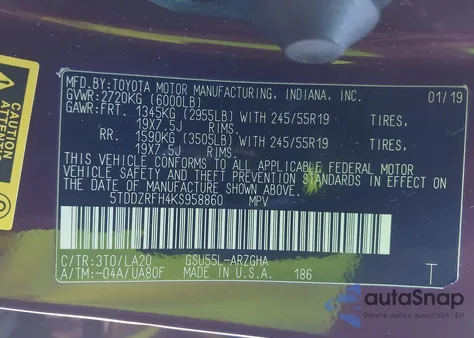 MFD.BY:TOYOTA MOTOR MANUFACTURING, INDIANA, INC. 01/19
GVWR:2720KG (6000LB)
GAWR:FRT. 1345KG (2955LB) WITH 245/55R19 TIRES,
19X7.5J RIMS.
RR. 1590KG (3505LB) WITH 245/55R19 TIRES,
19X7.5J RIMS.
THIS VEHICLE CONFORMS TO ALL APPLICABLE FEDERAL MOTOR
VEHICLE SAFETY AND THEFT PREVENTION STANDARDS IN EFFECT ON
THE DATE OF MANUFACTURE SHOWN ABOVE.
5TDDZRFH4KS958860 MPV
C/TR:3T0/LA20 GSU55L-ARZGHA
A/TM:-04A/UA80F MADE IN U.S.A. 186 T
CAUTION
ATTENTION
autoSnap